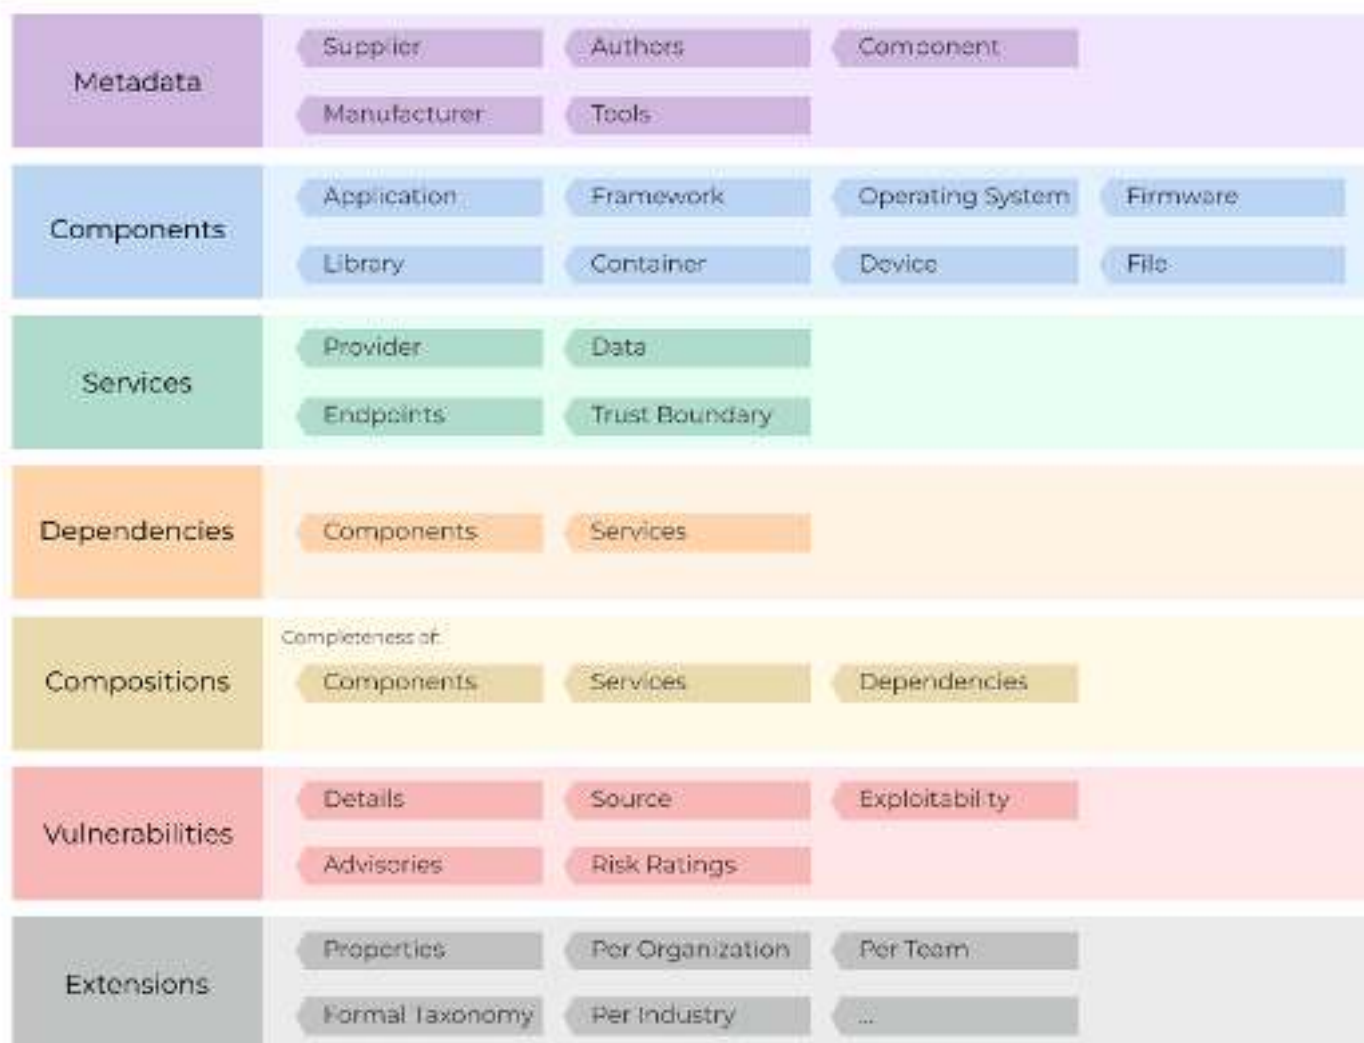 Metadata
Supplier
Authors
Component
Manufacturer
Tools
Components
Application
Framework
Operating System
Firmware
Library
Container
Device
File
Services
Provider
Data
Endpoints
Trust Boundary
Dependencies
Components
Services
Compositions
Completeness of:
Components
Services
Dependencies
Vulnerabilities
Details
Source
Exploitability
Advisories
Risk Ratings
Extensions
Properties
Per Organization
Per Team
Formal Taxonomy
Per Industry
...